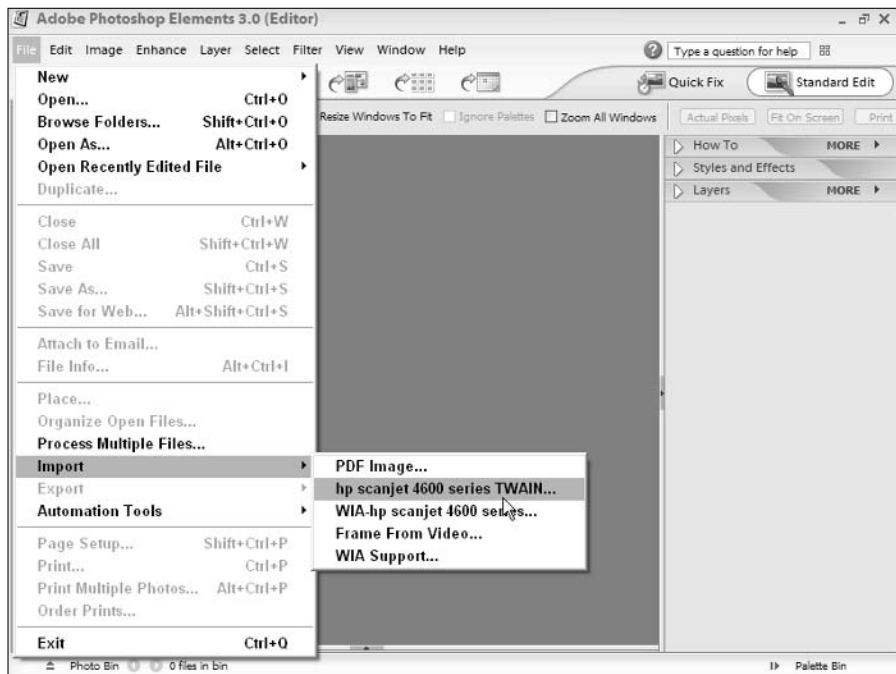 Adobe Photoshop Elements 3.0 (Editor)
File Edit Image Enhance Layer Select Filter View Window Help
Type a question for help
Quick Fix
Standard Edit
Resize Windows To Fit Ignore Palettes Zoom All Windows
Actual Pixels Fit On Screen Print
New
Open... Ctrl+O
Browse Folders... Shift+Ctrl+O
Open As... Alt+Ctrl+O
Open Recently Edited File
Duplicate...
Close Ctrl+W
Close All Shift+Ctrl+W
Save Ctrl+S
Save As... Shift+Ctrl+S
Save for Web... Alt+Shift+Ctrl+S
Attach to Email...
File Info... Alt+Ctrl+I
Place...
Organize Open Files...
Process Multiple Files...
Import
Export
Automation Tools
Page Setup... Shift+Ctrl+P
Print... Ctrl+P
Print Multiple Photos... Alt+Ctrl+P
Order Prints...
Exit Ctrl+Q
PDF Image...
hp scanjet 4600 series TWAIN...
WIA-hp scanjet 4600 series...
Frame From Video...
WIA Support...
How To MORE
Styles and Effects
Layers MORE
Photo Bin 0 files in bin
Palette Bin